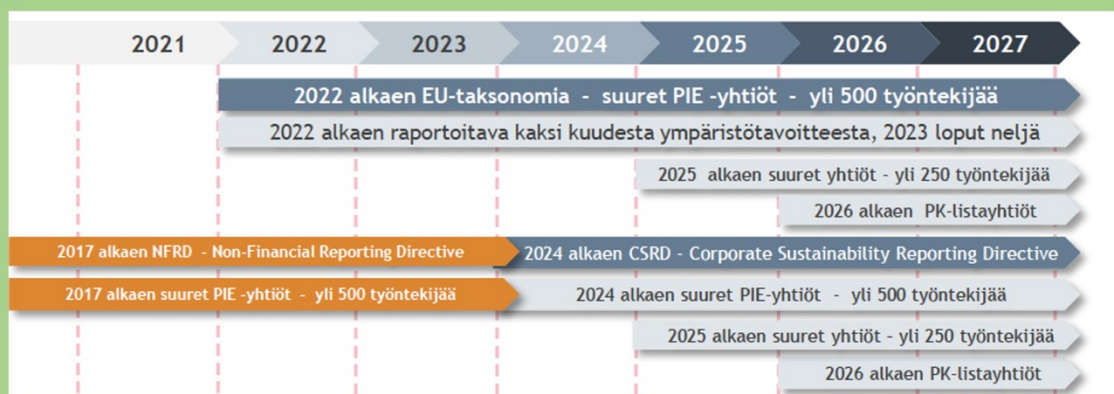 2021 2022 2023 2024 2025 2026 2027
2022 alkaen EU-taksonomia - suuret PIE -yhtiöt - yli 500 työntekijää
2022 alkaen raportoitava kaksi kuudesta ympäristötavoitteesta, 2023 loput neljä
2025 alkaen suuret yhtiöt - yli 250 työntekijää
2026 alkaen PK-listayhtiöt
2017 alkaen NFRD - Non-Financial Reporting Directive 2024 alkaen CSRD - Corporate Sustainability Reporting Directive
2017 alkaen suuret PIE -yhtiöt - yli 500 työntekijää 2024 alkaen suuret PIE-yhtiöt - yli 500 työntekijää
2025 alkaen suuret yhtiöt - yli 250 työntekijää
2026 alkaen PK-listayhtiöt